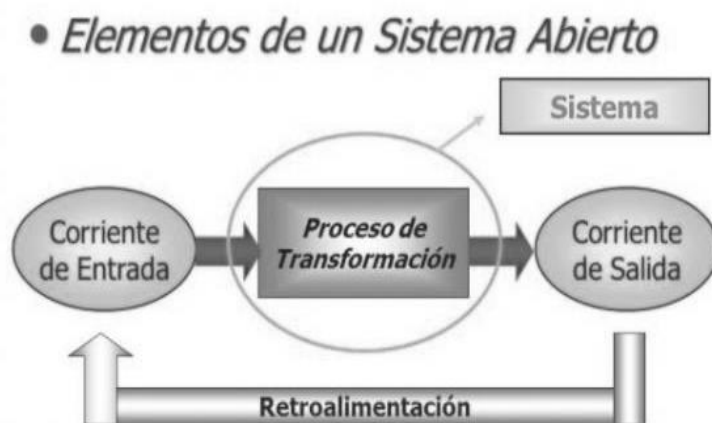 • Elementos de un Sistema Abierto
Sistema
Corriente
de Entrada
Proceso de
Transformación
Corriente
de Salida
Retroalimentación